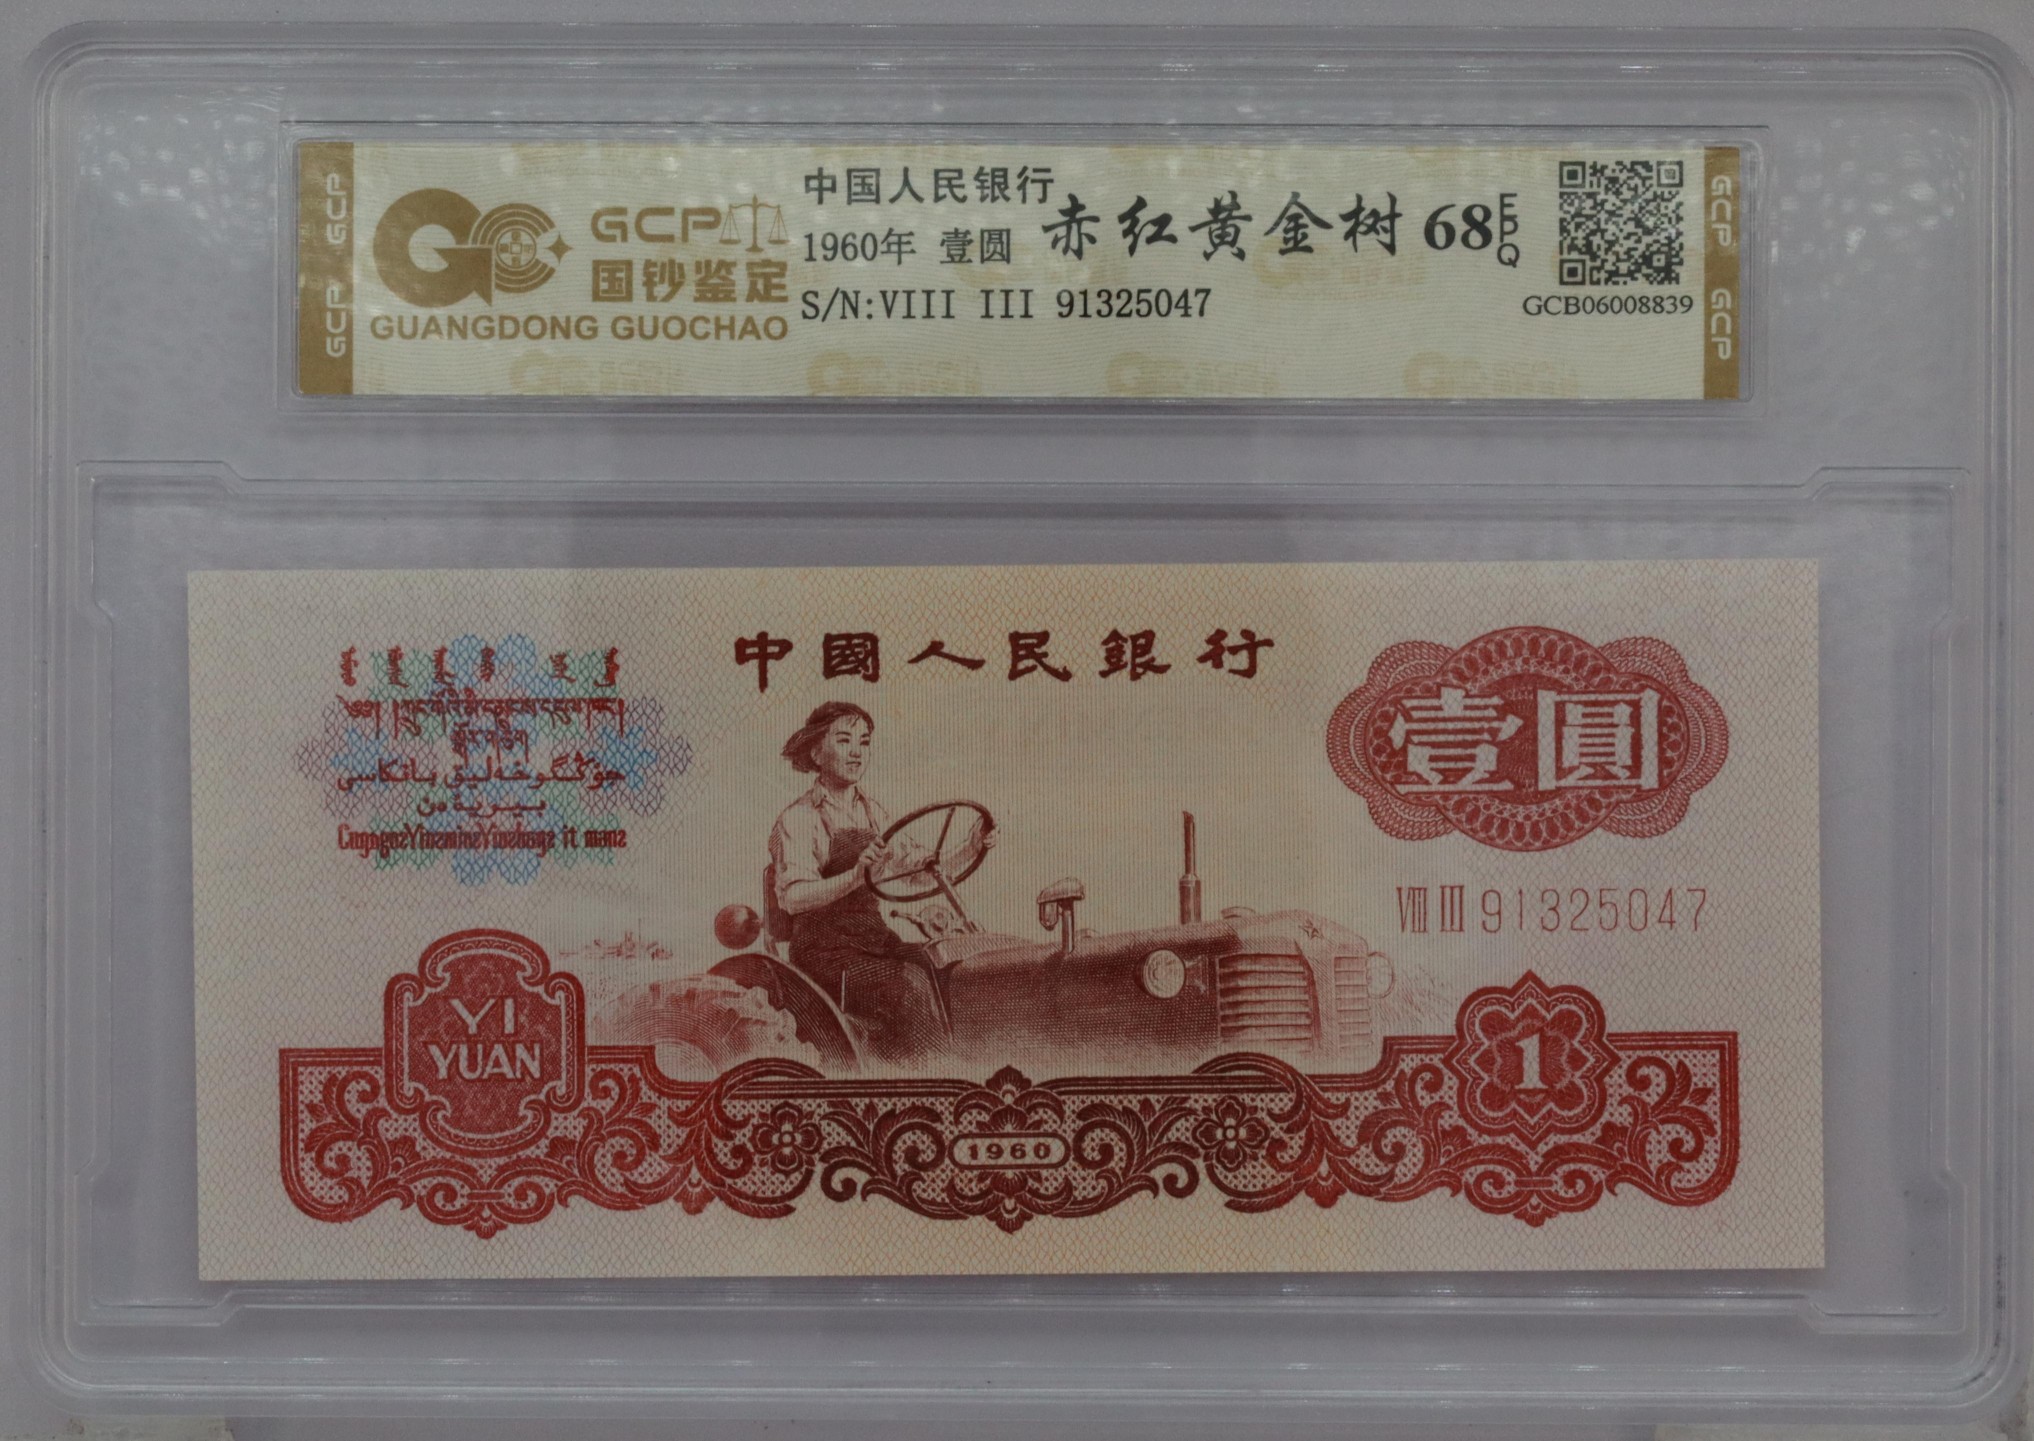 GCP GCP
GCP
国钞鉴定
GUANGDONG GUOCHAO
中国人民银行
1960年 壹圆
赤红黄金树 68 EPQ
S/N:VIII III 91325047
GCB06008839
GCP GCP
中國人民銀行
壹圓
VIII III 91325047
YI
YUAN
1
1960